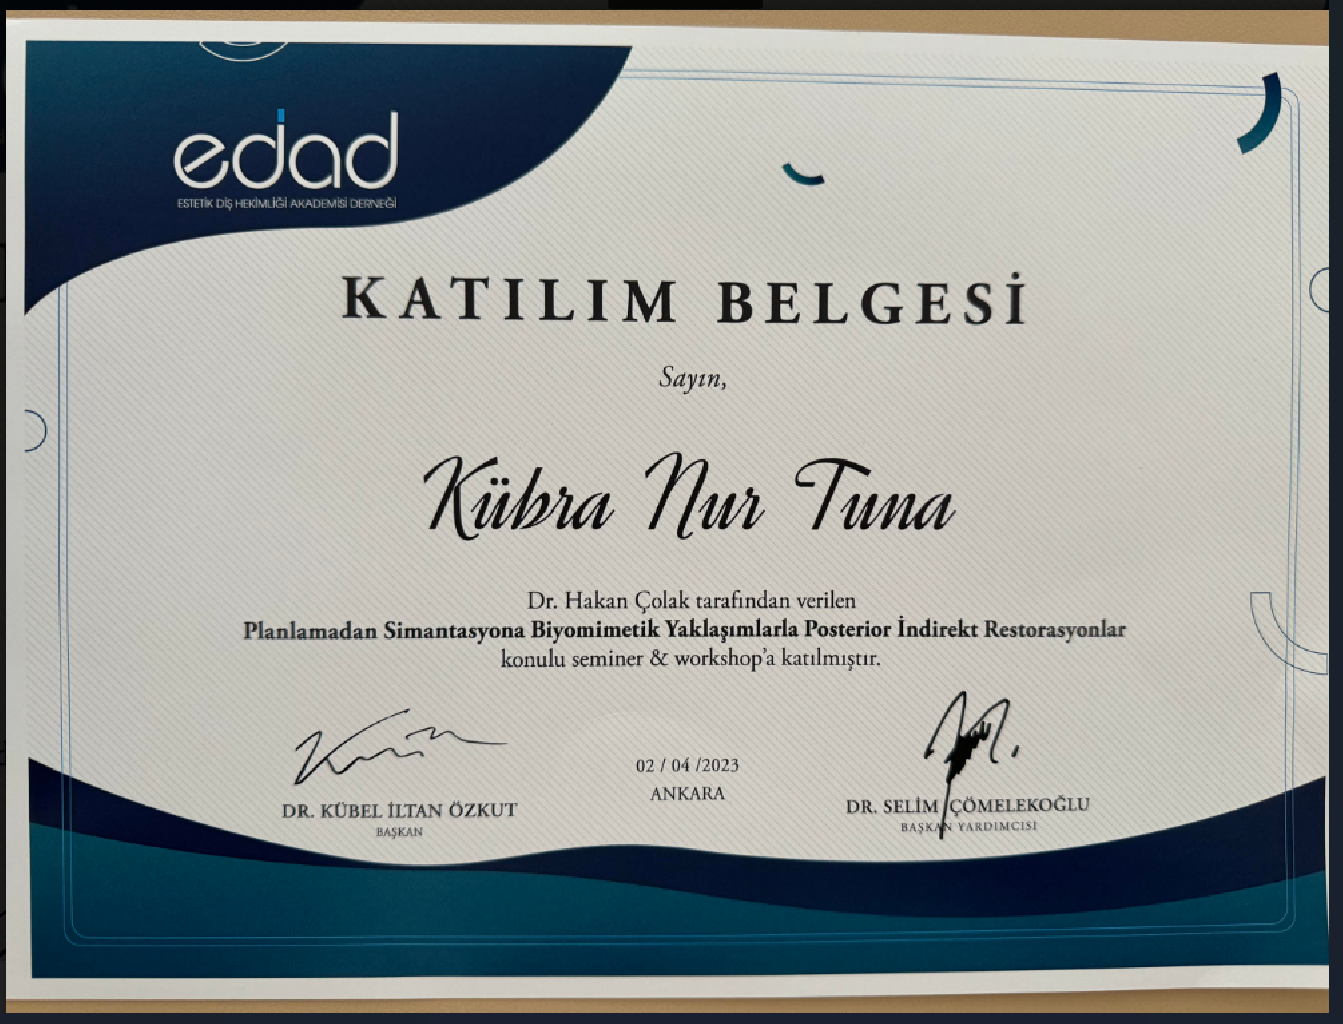 edad
ESTETİK DİŞ HEKİMLİĞİ AKADEMİSİ DERNEĞİ
KATILIM BELGESİ
Sayın,
Kübra Nur Tuna
Dr. Hakan Çolak tarafından verilen
Planlamadan Simantasyona Biyomimetik Yaklaşımlarla Posterior İndirekt Restorasyonlar
konulu seminer & workshop'a katılmıştır.
02 / 04 /2023
ANKARA
DR. KÜBEL İLTAN ÖZKUT
BAŞKAN
DR. SELİM ÇÖMELEKOĞLU
BAŞKAN YARDIMCISI